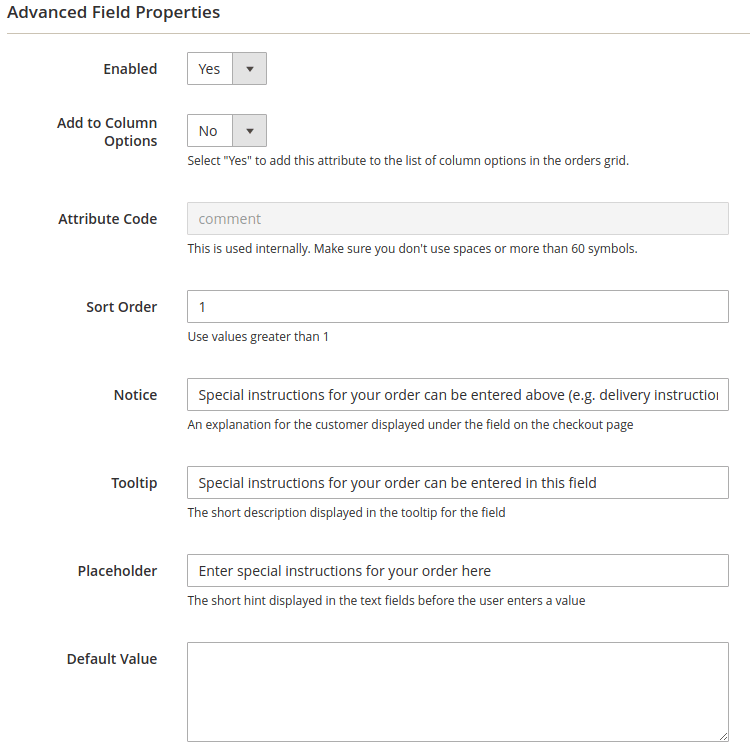 Advanced Field Properties
Enabled
Yes
Add to Column
Options
No
Select "Yes" to add this attribute to the list of column options in the orders grid.
Attribute Code
comment
This is used internally. Make sure you don't use spaces or more than 60 symbols.
Sort Order
1
Use values greater than 1
Notice
Special instructions for your order can be entered above (e.g. delivery instruction
An explanation for the customer displayed under the field on the checkout page
Tooltip
Special instructions for your order can be entered in this field
The short description displayed in the tooltip for the field
Placeholder
Enter special instructions for your order here
The short hint displayed in the text fields before the user enters a value
Default Value